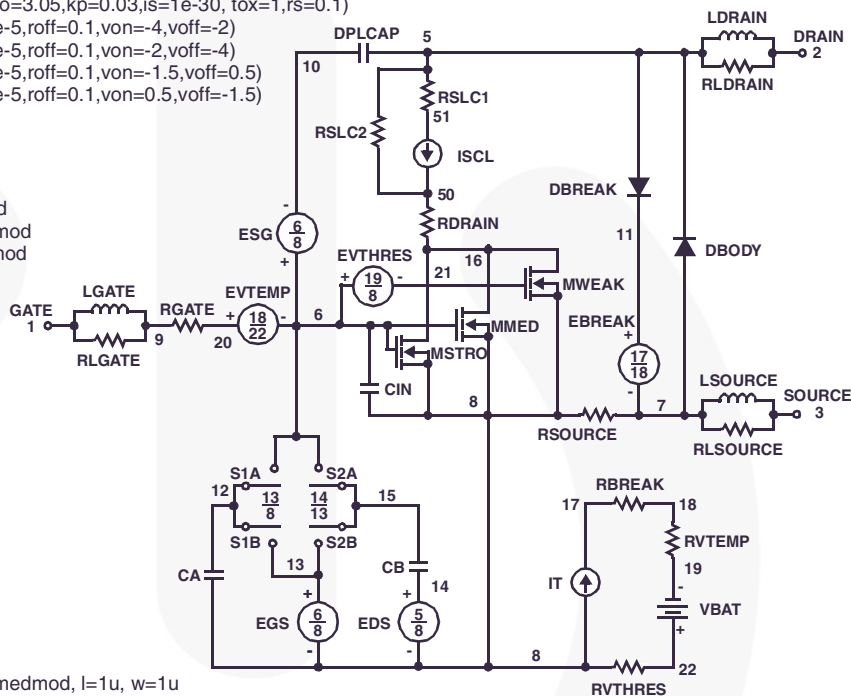 o=3.05,kp=0.03,is=1e-30, tox=1,rs=0.1)
e-5,roff=0.1,von=-4,voff=-2)
e-5,roff=0.1,von=-2,voff=-4)
e-5,roff=0.1,von=-1.5,voff=0.5)
e-5,roff=0.1,von=0.5,voff=-1.5)
d
mod
mod
LDRAIN
DPLCAP 5 DRAIN
2
10
RLDRAIN
RSLC1
51
RSLC2
ISCL
50
DBREAK
-
RDRAIN
ESG 6/8
+
11
DBODY
EVTHRES
16
+ 19/8 - 21
MWEAK
LGATE
EVTEMP
GATE
1
RGATE
+ 18/22 - 6
MMED
EBREAK
+
9
20
RLGATE
MSTRO
17/18
-
LSOURCE
CIN
SOURCE
3
8
7
RSOURCE
RLSOURCE
S1A S2A
12 13/8 14/13 15
S1B S2B
RBREAK
17 18
RVTEMP
13
CA
CB
14
IT
19
-
VBAT
+
+ +
EGS 6/8 EDS 5/8
- -
8
22
RVTHRES
medmod, l=1u, w=1u